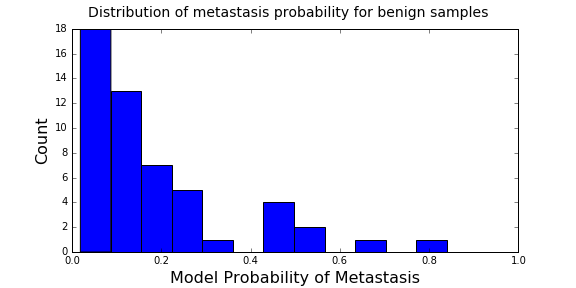 Distribution of metastasis probability for benign samples
18
16
14
12
10
8
6
4
2
0
Count
0.0 0.2 0.4 0.6 0.8 1.0
Model Probability of Metastasis